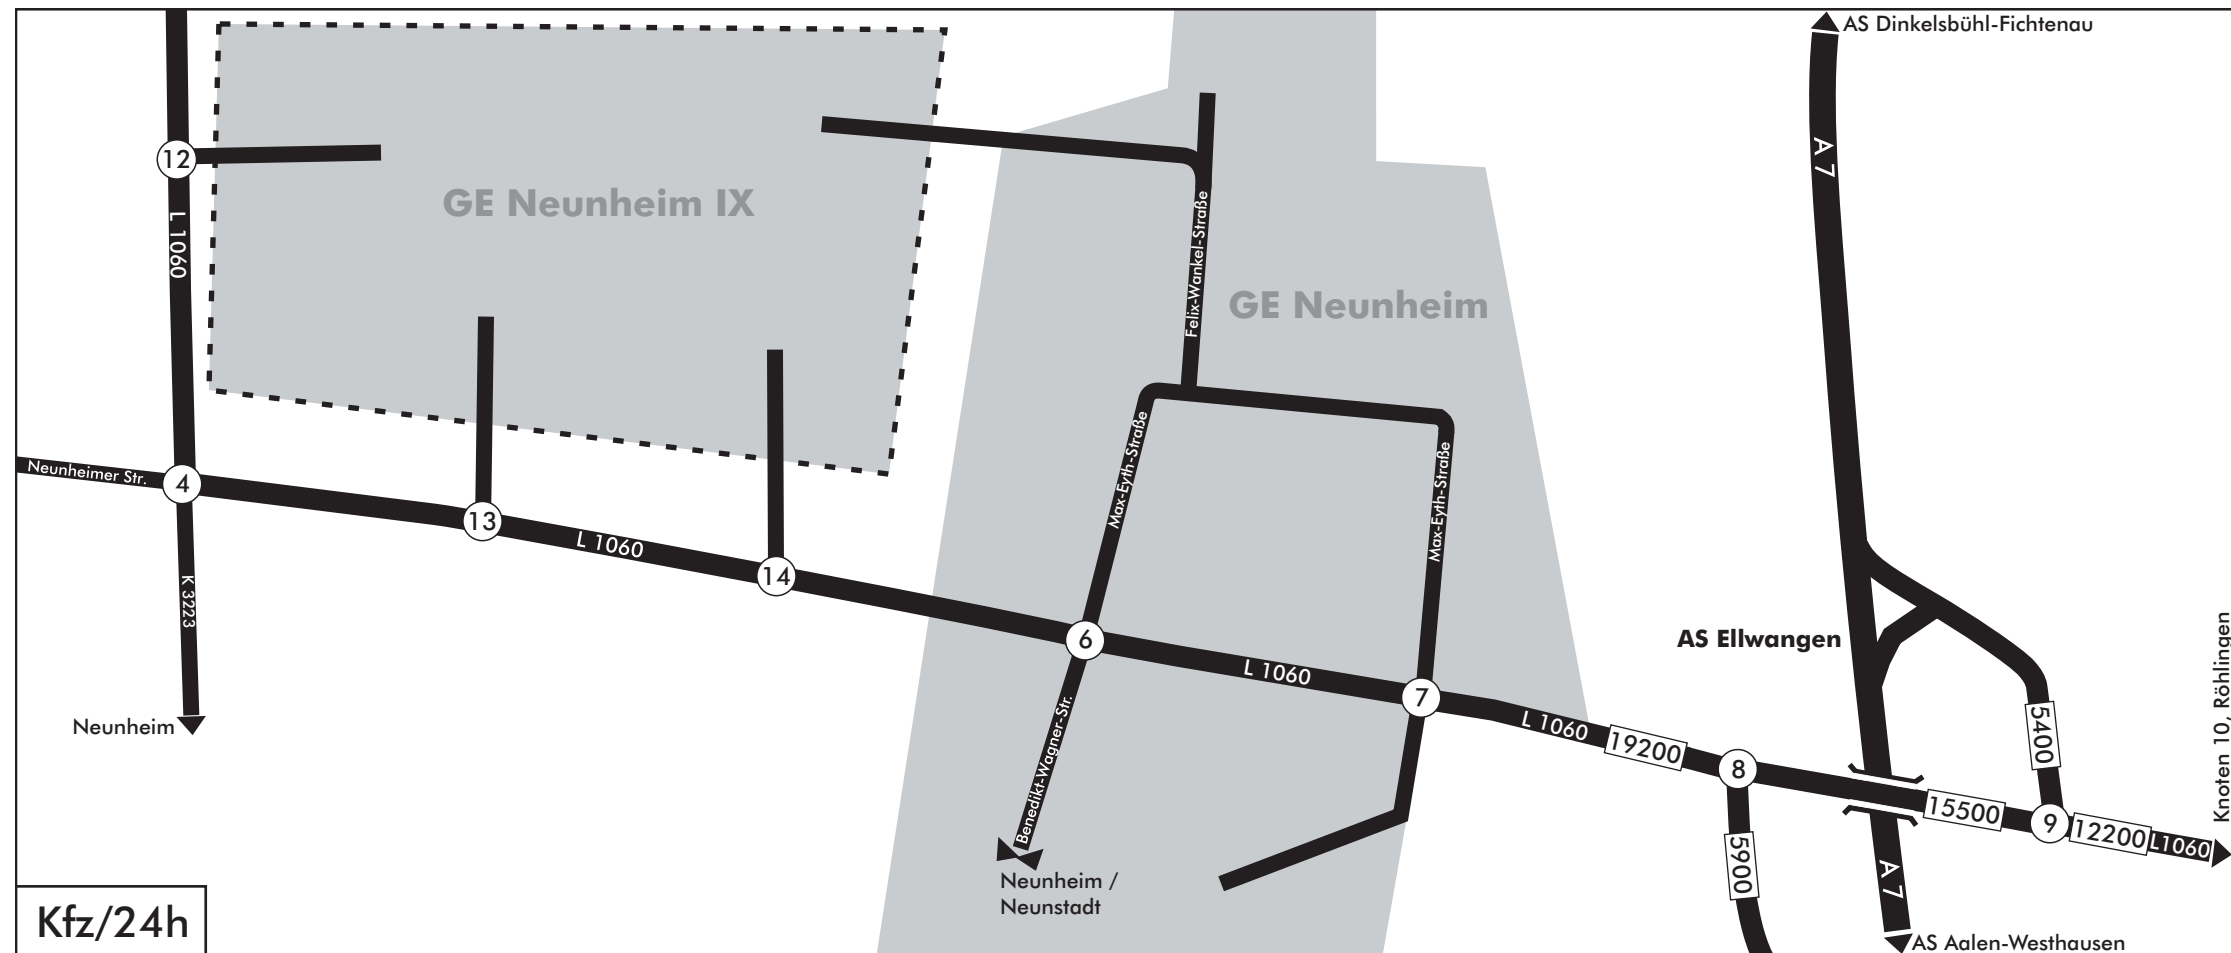 AS Dinkelsbühl-Fichtenau
12
A 7
L 1060
GE Neunheim IX
Felix-Wankel-Straße
GE Neunheim
Max-Eyth-Straße
Max-Eyth-Straße
Neunheimer Str.
4
13
L 1060
14
K 3223
6
AS Ellwangen
Knoten 10, Röhlingen
L 1060
7
Neunheim
Benedikt-Wagner-Str.
L 1060
19200
8
5400
15500
9
12200
L1060
5900
A 7
Neunheim /
Neunstadt
Kfz/24h
AS Aalen-Westhausen